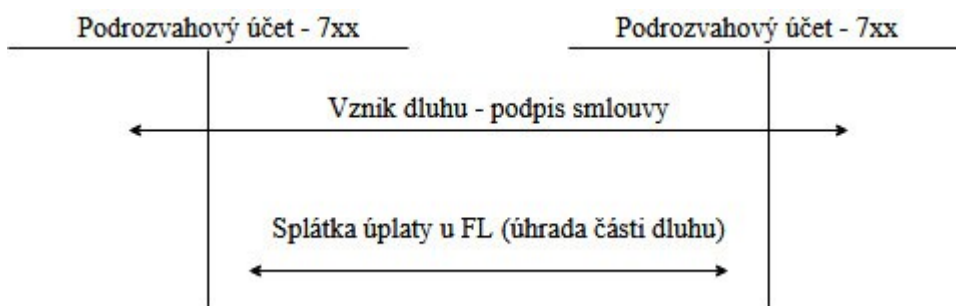 Podrozvahový účet - 7xx
Podrozvahový účet - 7xx
Vznik dluhu - podpis smlouvy
Splátka úplaty u FL (úhrada části dluhu)